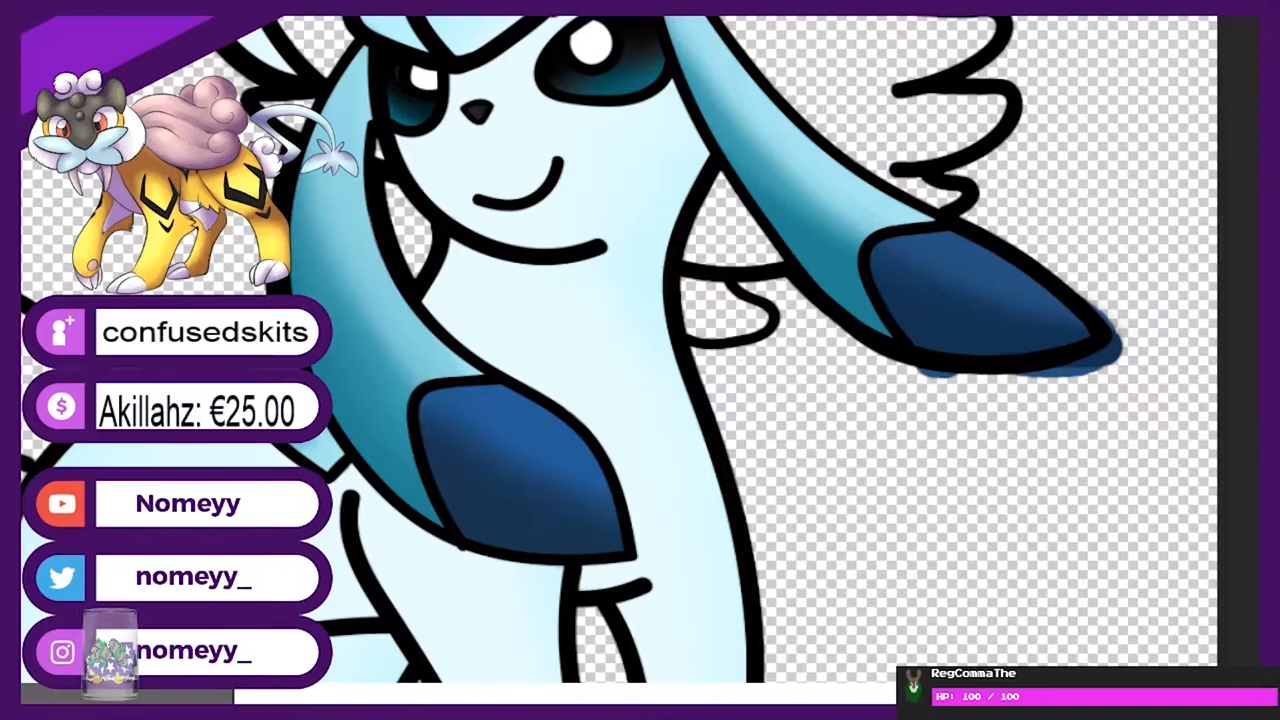 confusedskits
Akillahz: €25.00
Nomeyy
nomeyy_
nomeyy_
RegCommaThe
HP: 100 / 100